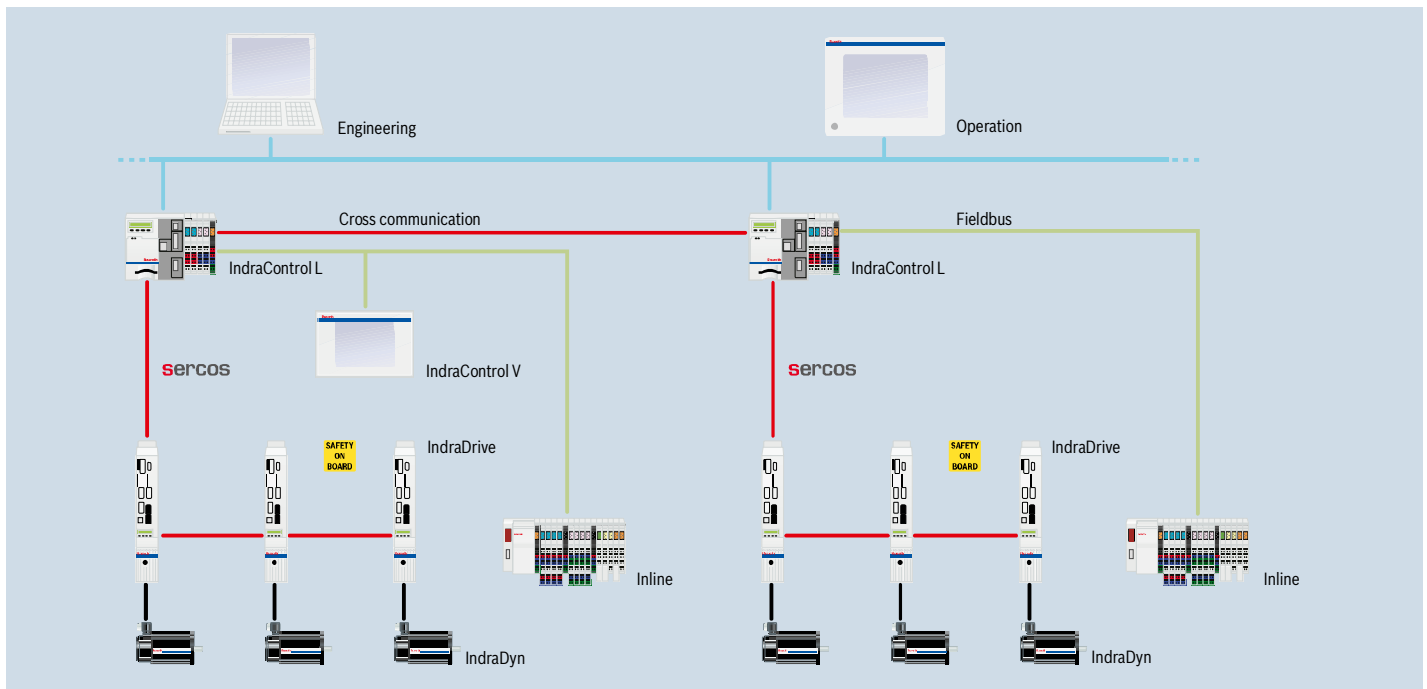 Engineering
Operation
Cross communication
Fieldbus
IndraControl L
IndraControl L
sercos
IndraControl V
sercos
SAFETY
ON
BOARD
IndraDrive
SAFETY
ON
BOARD
IndraDrive
Inline
Inline
IndraDyn
IndraDyn